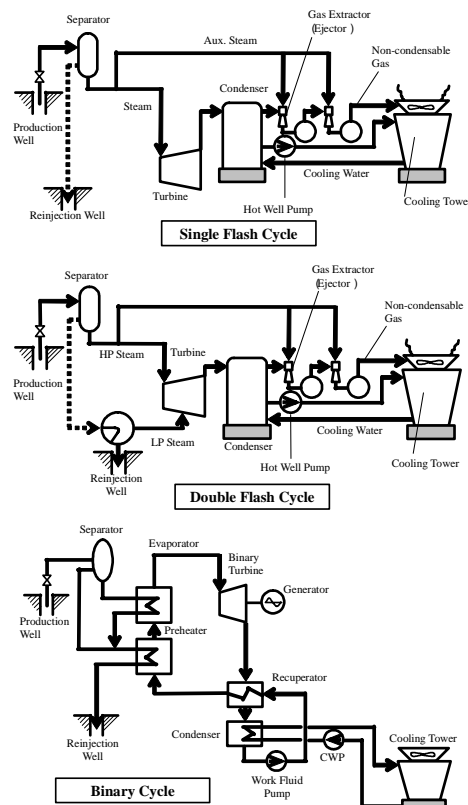 Separator
Aux. Steam
Gas Extractor
(Ejector )
Non-condensable
Gas
Condenser
Steam
Production
Well
Turbine
Cooling Water
Hot Well Pump
Cooling Towe
Reinjection Well
Single Flash Cycle
Separator
Gas Extractor
(Ejector )
Non-condensable
Gas
HP Steam
Turbine
Production
Well
LP Steam
Cooling Water
Condenser
Hot Well Pump
Cooling Tower
Reinjection
Well
Double Flash Cycle
Separator
Evaporator
Binary
Turbine
Generator
Production
Well
Preheater
Recuperator
Reinjection
Well
Condenser
CWP
Cooling Tower
Work Fluid
Pump
Binary Cycle